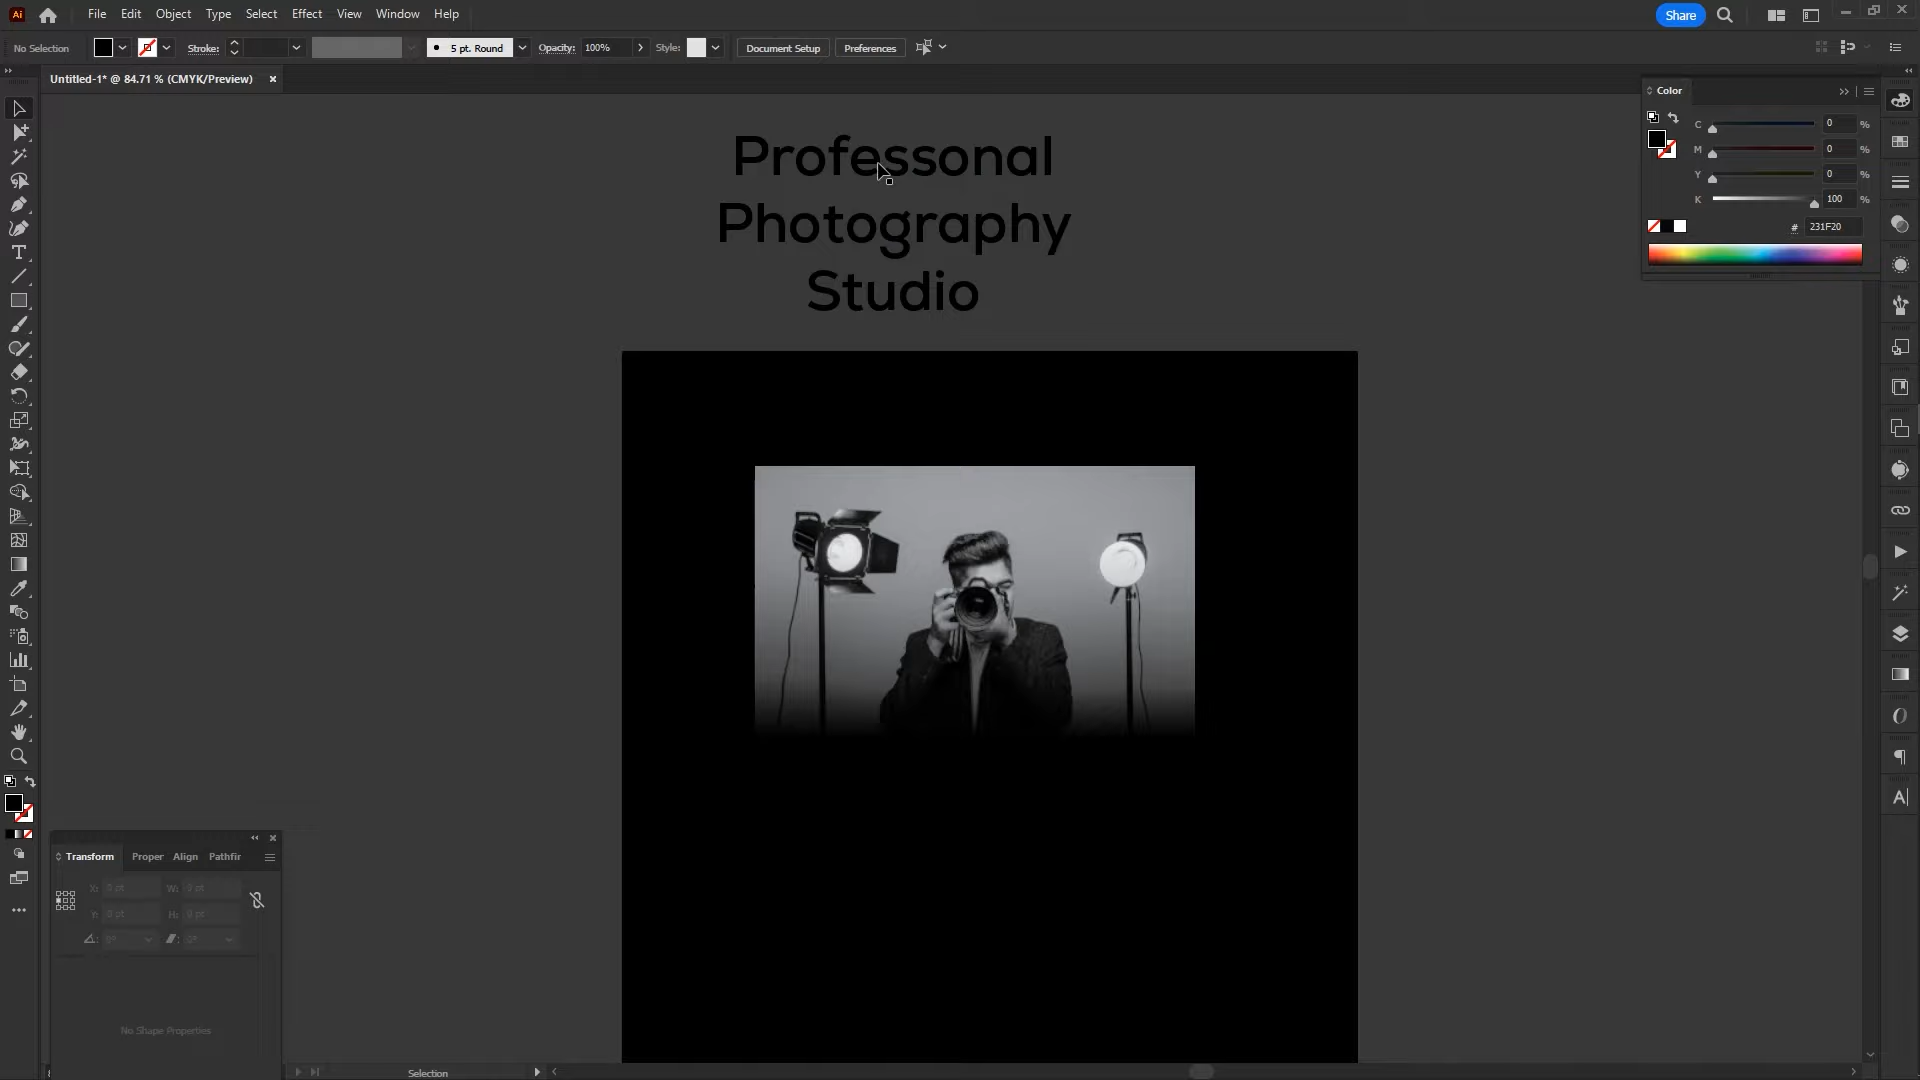 Ai File Edit Object Type Select Effect View Window Help Share
No Selection Stroke: 5 pt. Round Opacity: 100% Style: Document Setup Preferences
Untitled-1* @ 84.71 % (CMYK/Preview)
Color
C 0 %
M 0 %
Y 0 %
K 100 %
# 231F20
Professonal
Photography
Studio
Transform Proper Align Pathfir
X: 0 pt W: 0 pt
Y: 0 pt H: 0 pt
0° 0°
No Shape Properties
Selection